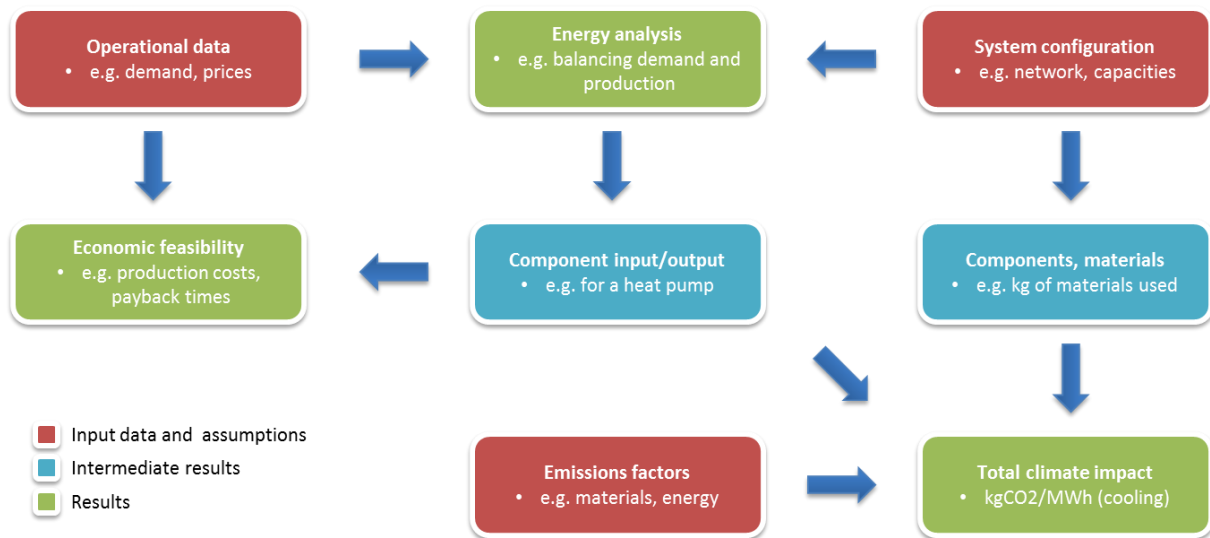 Operational data
• e.g. demand, prices
Energy analysis
• e.g. balancing demand and
production
System configuration
• e.g. network, capacities
Economic feasibility
• e.g. production costs,
payback times
Component input/output
• e.g. for a heat pump
Components, materials
• e.g. kg of materials used
Input data and assumptions
Intermediate results
Results
Emissions factors
• e.g. materials, energy
Total climate impact
• kgCO2/MWh (cooling)